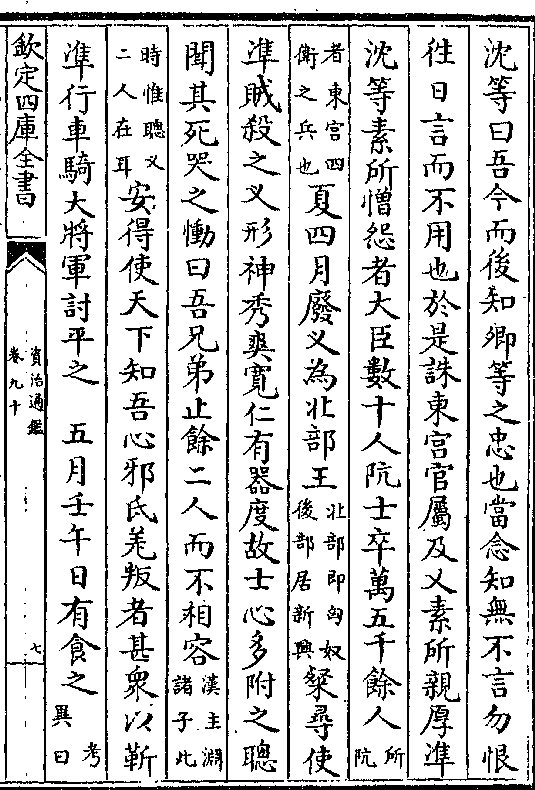 沈等曰吾今而後知卿等之忠也當念知無不言勿恨
往日言而不用也於是誅東宮官屬及乂素所親厚準
沈等素所憎怨者大臣數十人阬士卒萬五千餘人所阬
者東宮四衛之兵也夏四月廢乂為北部王北部即匈奴後部居新興粲尋使
準賊殺之乂形神秀爽寬仁有器度故士心多附之聰
聞其死哭之慟曰吾兄弟止餘二人而不相容漢主淵諸子此
時惟聰乂二人在耳安得使天下知吾心邪氐羌叛者甚衆以靳
準行車騎大將軍討平之　五月壬午日有食之考異曰
欽定四庫全書
資治通鑑
卷九十
七